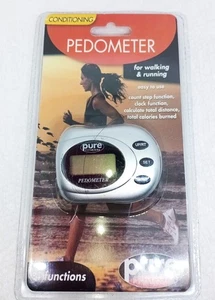 CONDITIONING
PEDOMETER
for walking
& running
easy to use
count step function,
clock function,
calculate total distance,
total calories burned
pure
PEDOMETER
SET
functions
pure